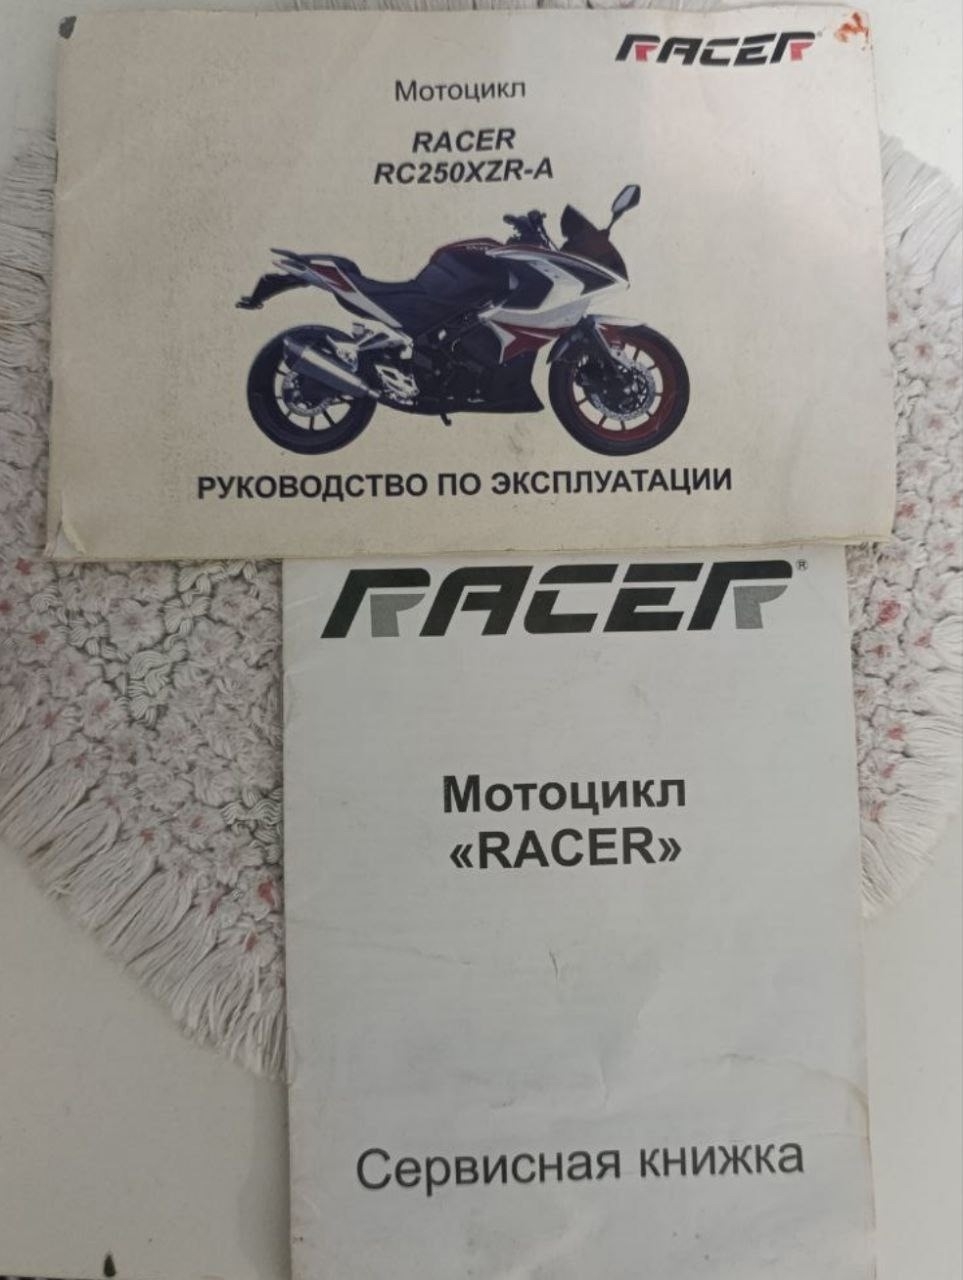 RACER
Мотоцикл
RACER
RC250XZR-A
РУКОВОДСТВО ПО ЭКСПЛУАТАЦИИ
RACER®
Мотоцикл
«RACER»
Сервисная книжка